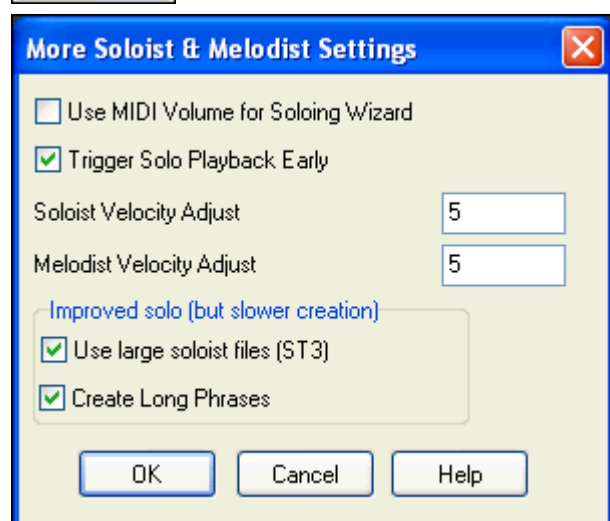 More Soloist & Melodist Settings
Use MIDI Volume for Soloing Wizard
Trigger Solo Playback Early
Soloist Velocity Adjust 5
Melodist Velocity Adjust 5
Improved solo (but slower creation)
Use large soloist files (ST3)
Create Long Phrases
OK Cancel Help